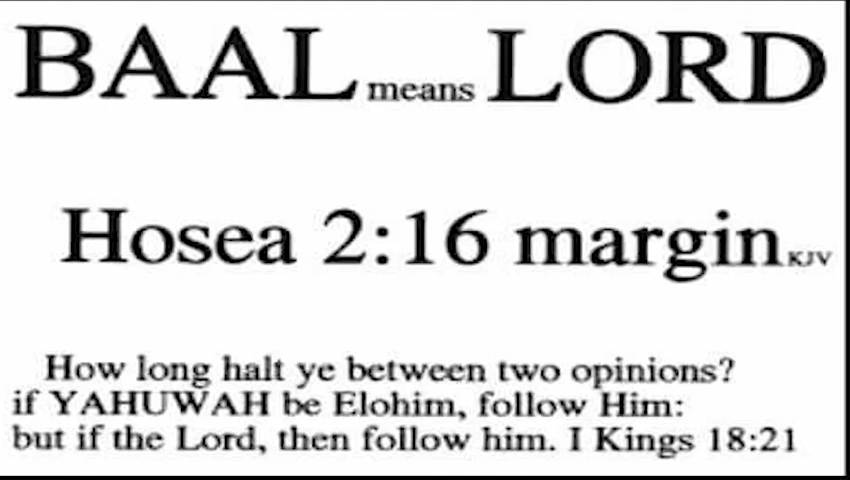 BAAL means LORD
Hosea 2:16 margin KJV
How long halt ye between two opinions?
if YAHUWAH be Elohim, follow Him:
but if the Lord, then follow him. I Kings 18:21